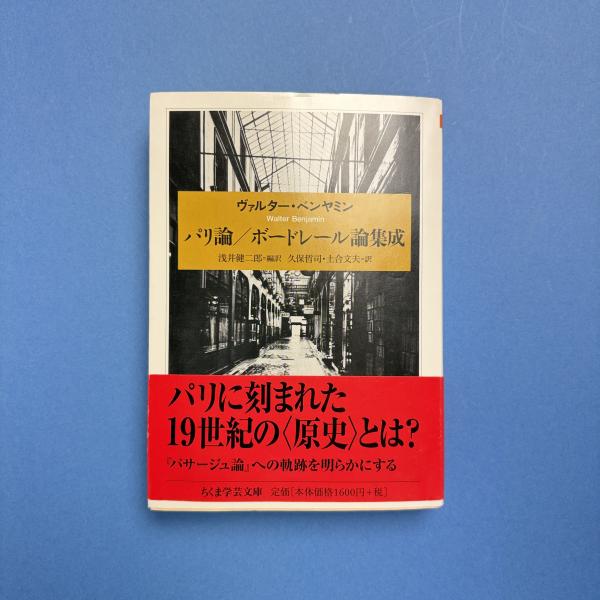 ヴァルター・ベンヤミン
Walter Benjamin
パリ論／ボードレール論集成
浅井健二郎=編訳 久保哲司・土合文夫=訳
パリに刻まれた
19世紀の〈原史〉とは?
『パサージュ論』への軌跡を明らかにする
ちくま学芸文庫 定価[本体価格1600円+税]